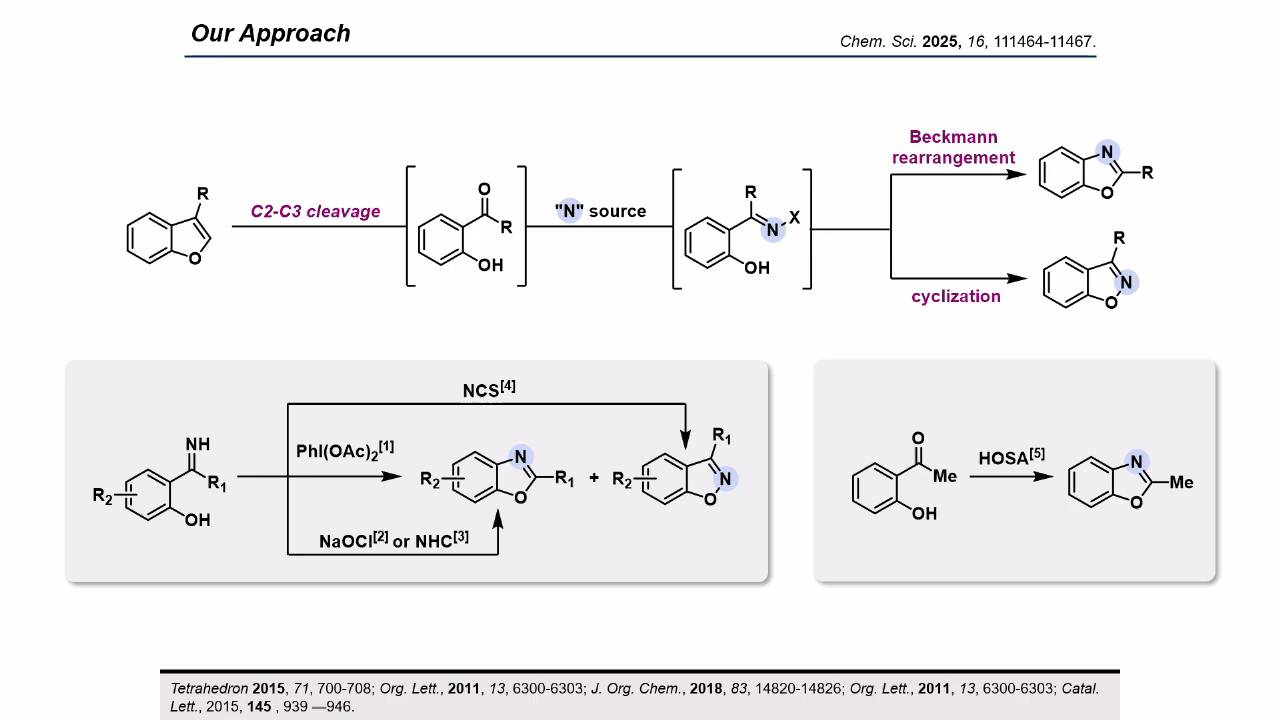 Our Approach
Chem. Sci. 2025, 16, 111464-11467.
R
O
C2-C3 cleavage
O
R
OH
"N" source
R
N
X
OH
Beckmann
rearrangement
N
O
R
cyclization
R
N
O
NCS[4]
NH
R1
R2
OH
PhI(OAc)2[1]
NaOCl[2] or NHC[3]
R2
N
O
R1
+
R2
R1
N
O
O
Me
OH
HOSA[5]
N
O
Me
Tetrahedron 2015, 71, 700-708; Org. Lett., 2011, 13, 6300-6303; J. Org. Chem., 2018, 83, 14820-14826; Org. Lett., 2011, 13, 6300-6303; Catal.
Lett., 2015, 145 , 939 —946.